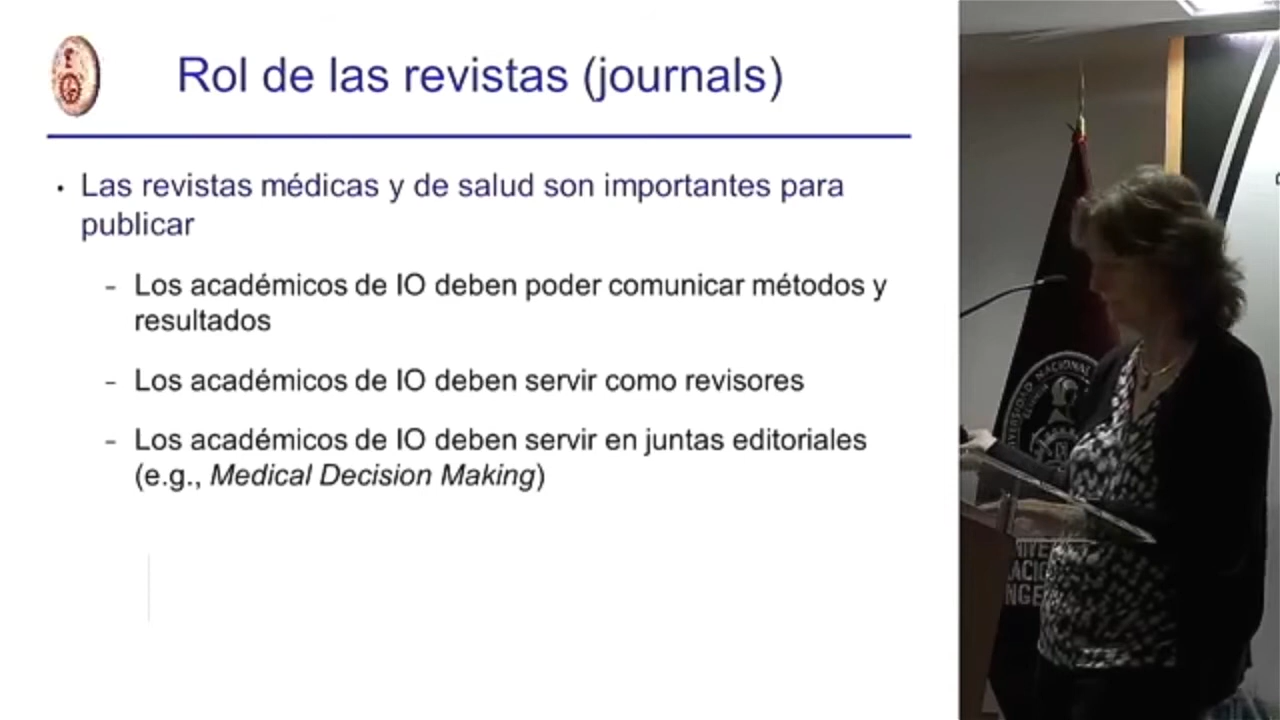 Rol de las revistas (journals)
• Las revistas médicas y de salud son importantes para
publicar
- Los académicos de IO deben poder comunicar métodos y
resultados
- Los académicos de IO deben servir como revisores
- Los académicos de IO deben servir en juntas editoriales
(e.g., Medical Decision Making)
NACIONAL